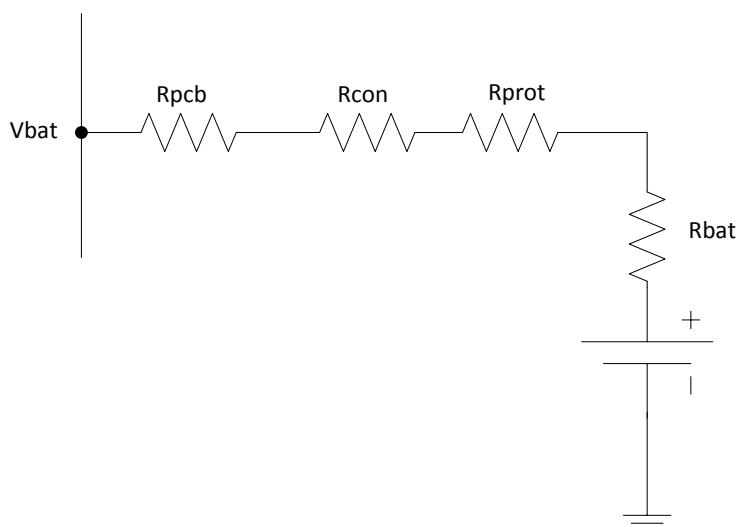 Rpcb
Rcon
Rprot
Vbat
Rbat
+
–